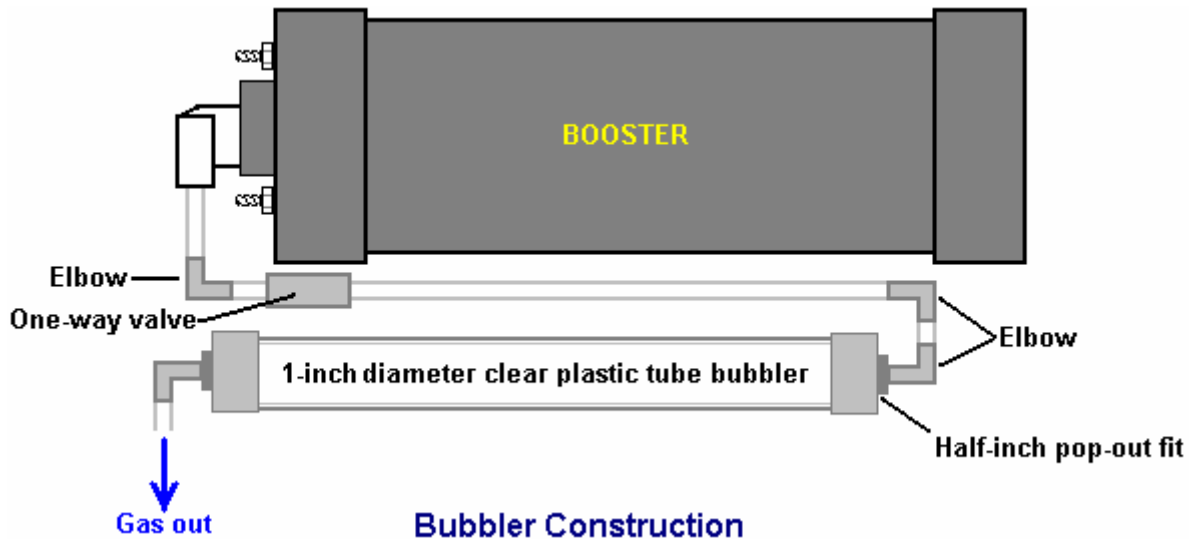 BOOSTER
Elbow
One-way valve
Elbow
1-inch diameter clear plastic tube bubbler
Half-inch pop-out fit
Gas out
Bubbler Construction